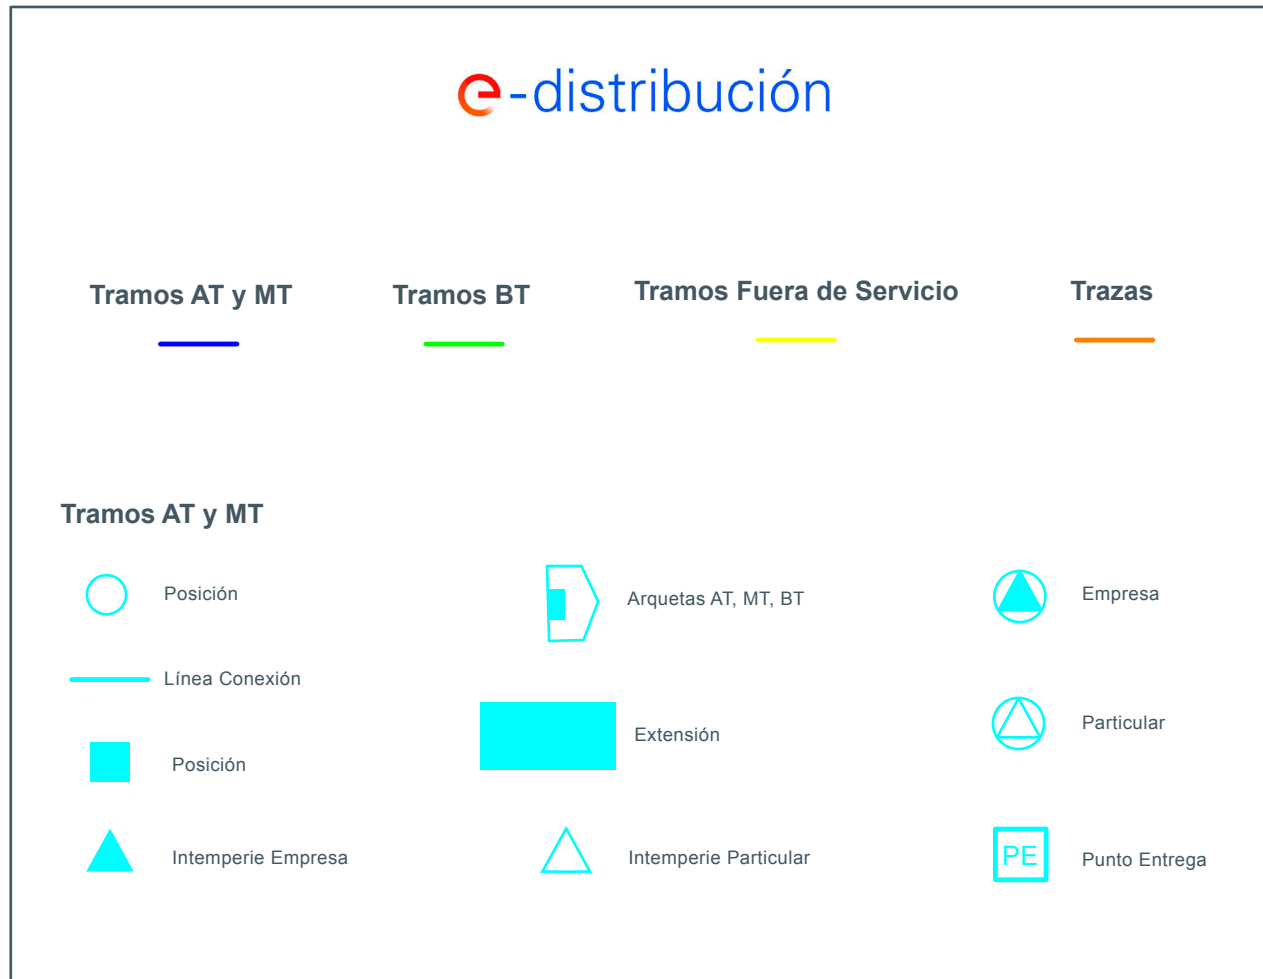 e-distribución
Tramos AT y MT
Tramos BT
Tramos Fuera de Servicio
Trazas
Tramos AT y MT
Posición
Arquetas AT, MT, BT
Empresa
Línea Conexión
Extensión
Particular
Posición
Intemperie Empresa
Intemperie Particular
PE
Punto Entrega